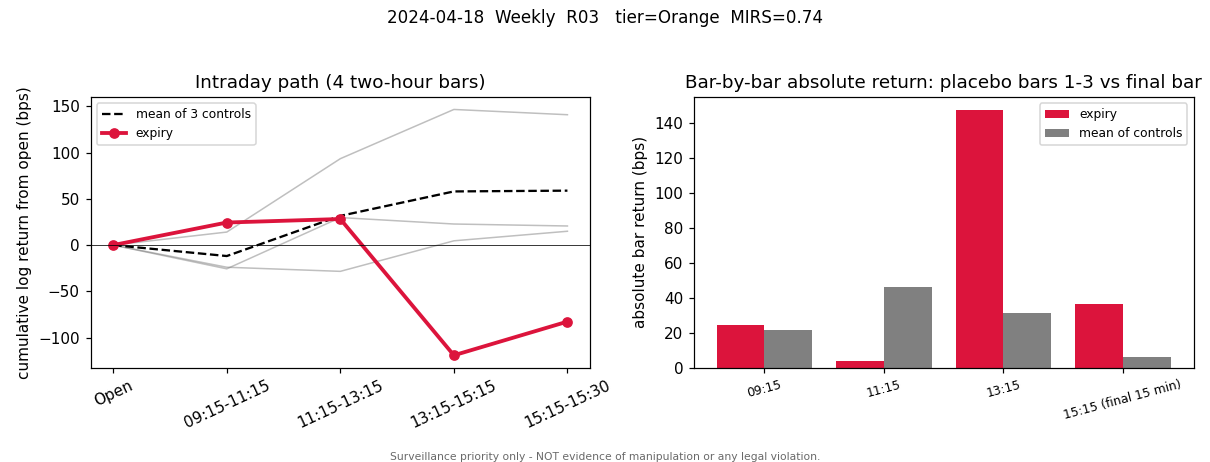 2024-04-18  Weekly  R03   tier=Orange  MIRS=0.74
Intraday path (4 two-hour bars)
cumulative log return from open (bps)
150
100
50
0
−50
−100
mean of 3 controls
expiry
Open
09:15-11:15
11:15-13:15
13:15-15:15
15:15-15:30
Bar-by-bar absolute return: placebo bars 1-3 vs final bar
absolute bar return (bps)
140
120
100
80
60
40
20
0
expiry
mean of controls
09:15
11:15
13:15
15:15 (final 15 min)
Surveillance priority only - NOT evidence of manipulation or any legal violation.